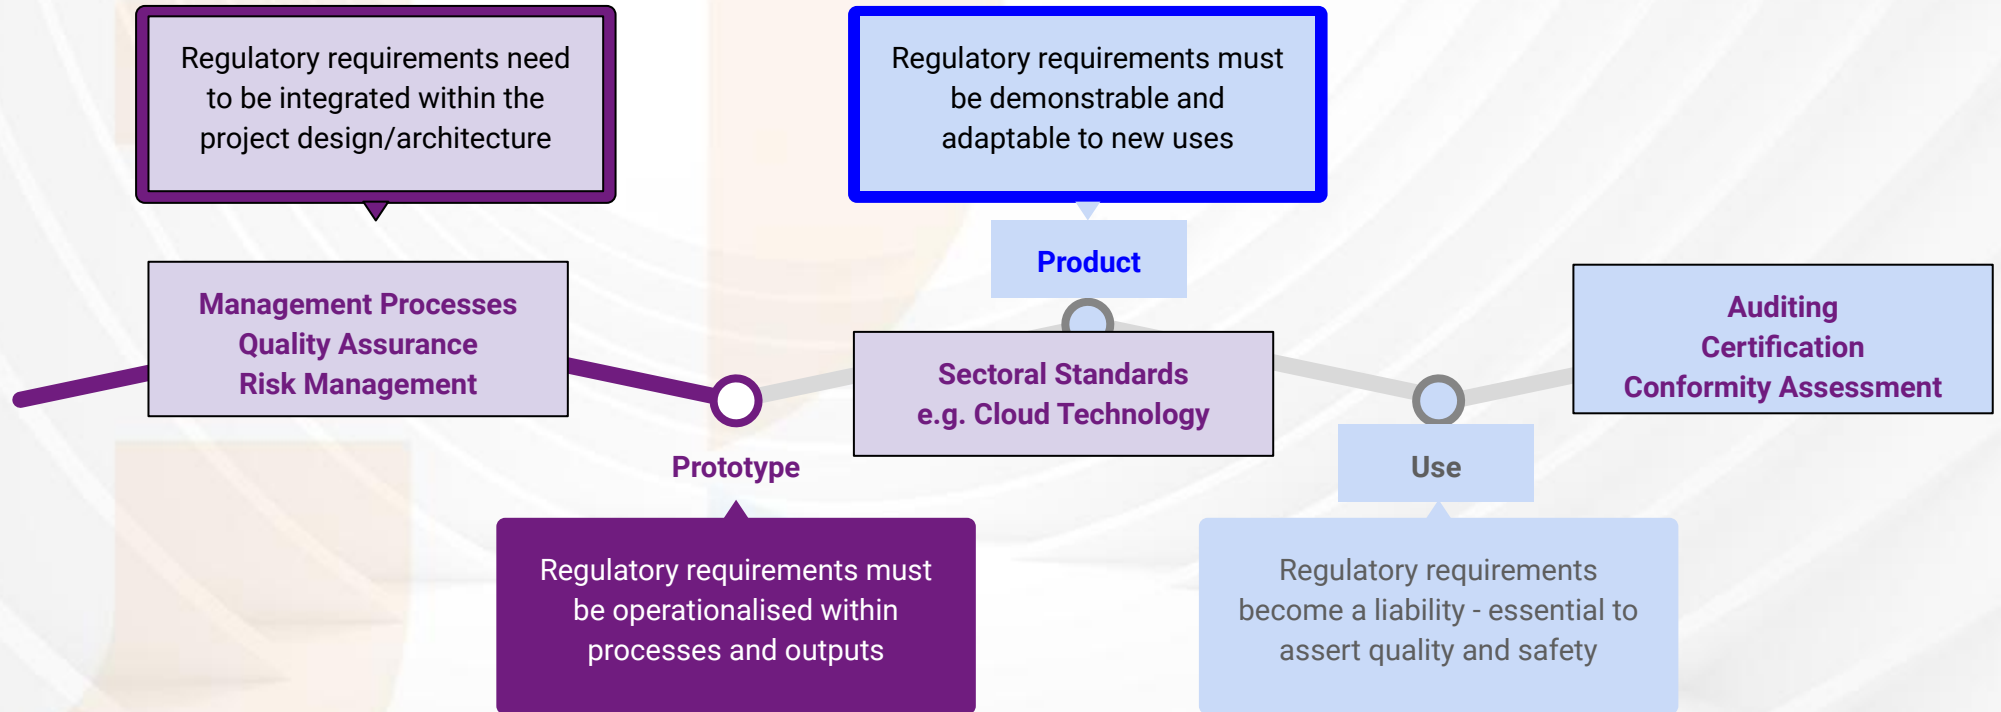 Regulatory requirements need
to be integrated within the
project design/architecture
Regulatory requirements must
be demonstrable and
adaptable to new uses
Management Processes
Quality Assurance
Risk Management
Product
Sectoral Standards
e.g. Cloud Technology
Auditing
Certification
Conformity Assessment
Prototype
Use
Regulatory requirements must
be operationalised within
processes and outputs
Regulatory requirements
become a liability - essential to
assert quality and safety